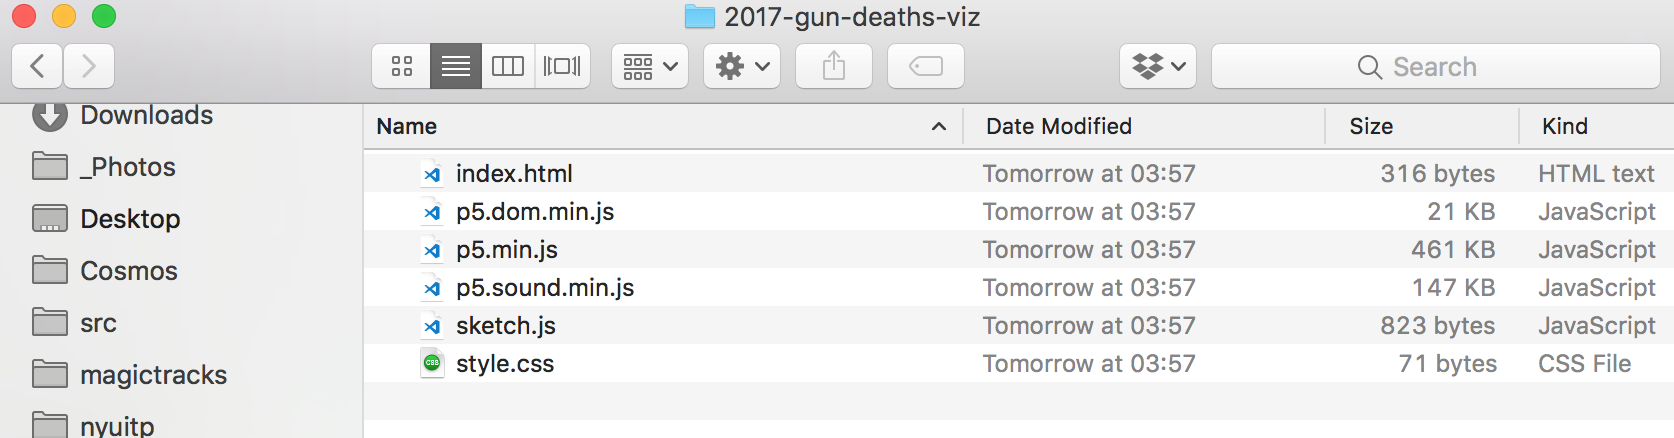 2017-gun-deaths-viz
Search
Downloads
_Photos
Desktop
Cosmos
src
magictracks
nyuitp
Name Date Modified Size Kind
index.html Tomorrow at 03:57 316 bytes HTML text
p5.dom.min.js Tomorrow at 03:57 21 KB JavaScript
p5.min.js Tomorrow at 03:57 461 KB JavaScript
p5.sound.min.js Tomorrow at 03:57 147 KB JavaScript
sketch.js Tomorrow at 03:57 823 bytes JavaScript
CSS style.css Tomorrow at 03:57 71 bytes CSS File